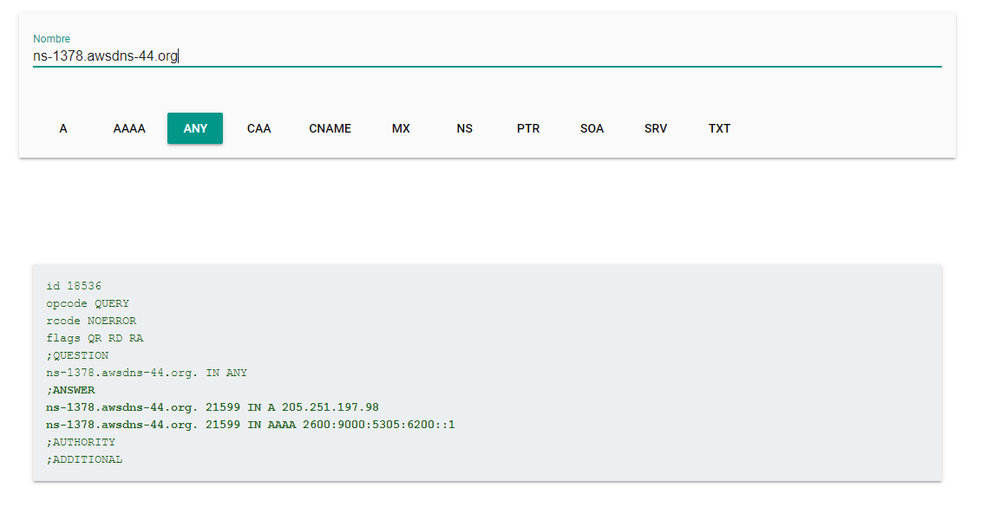 Nombre
ns-1378.awsdns-44.org
A AAAA ANY CAA CNAME MX NS PTR SOA SRV TXT
id 18536
opcode QUERY
rcode NOERROR
flags QR RD RA
;QUESTION
ns-1378.awsdns-44.org. IN ANY
;ANSWER
ns-1378.awsdns-44.org. 21599 IN A 205.251.197.98
ns-1378.awsdns-44.org. 21599 IN AAAA 2600:9000:5305:6200::1
;AUTHORITY
;ADDITIONAL